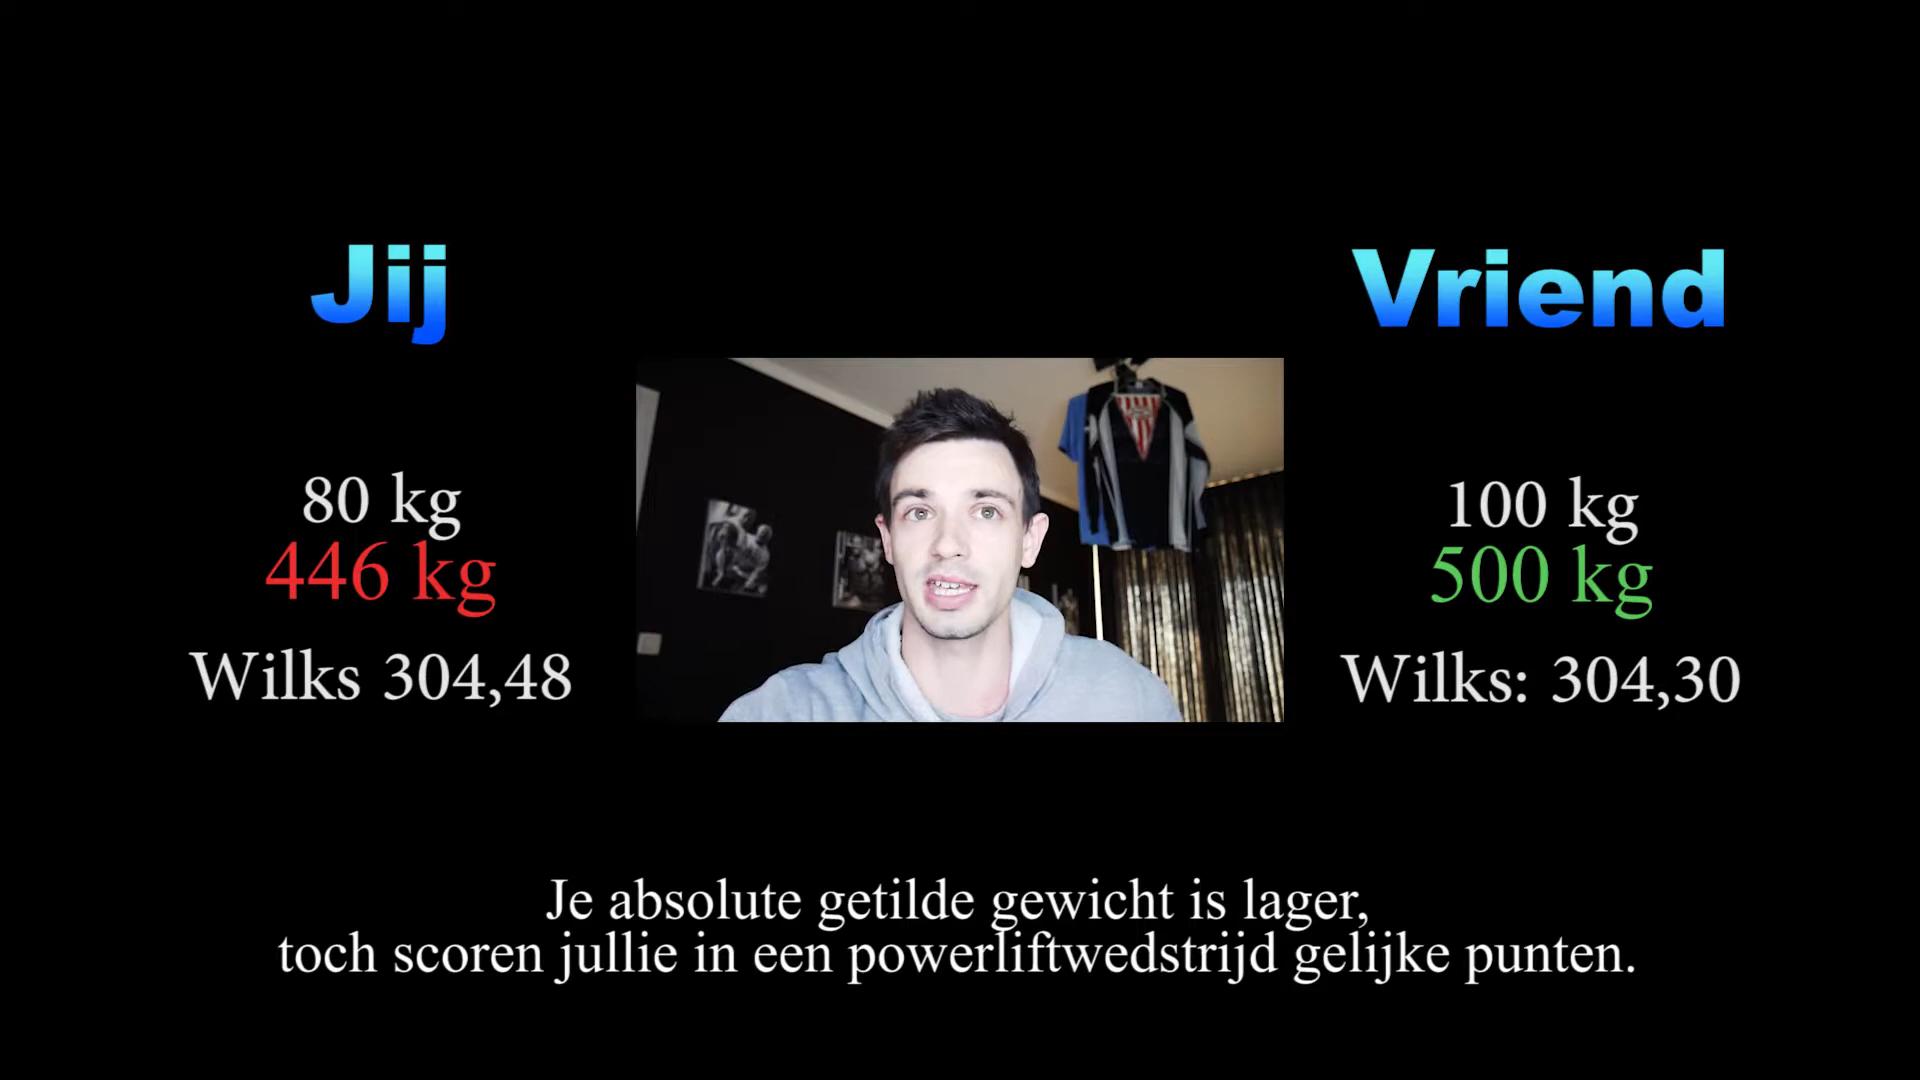 Jij
80 kg
446 kg
Wilks 304,48
Vriend
100 kg
500 kg
Wilks: 304,30
Je absolute getilde gewicht is lager,
toch scoren jullie in een powerliftwedstrijd gelijke punten.